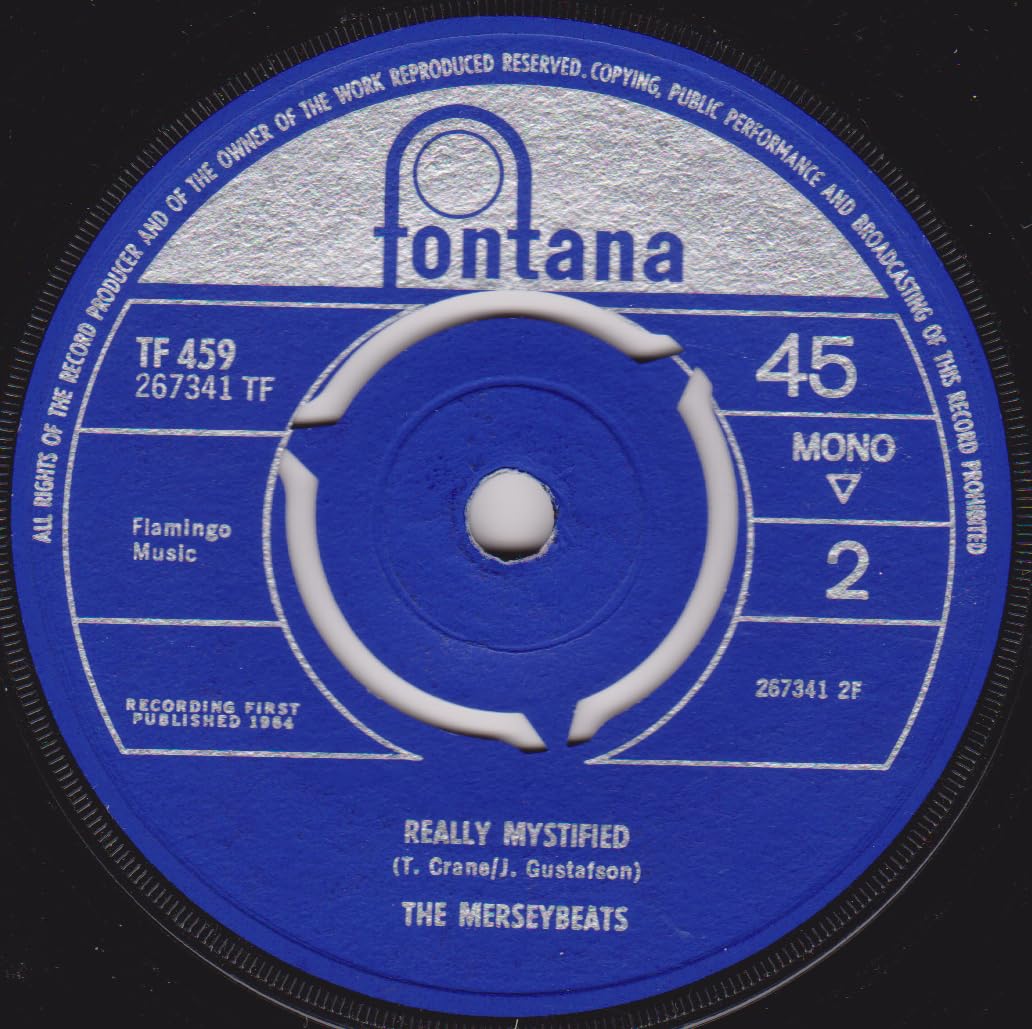 ALL RIGHTS OF THE RECORD PRODUCER AND OF THE OWNER OF THE WORK REPRODUCED RESERVED. COPYING, PUBLIC PERFORMANCE AND BROADCASTING OF THIS RECORD PROHIBITED
fontana
TF 459
267341 TF
45
MONO
Flamingo
Music
2
RECORDING FIRST
PUBLISHED 1964
267341 2F
REALLY MYSTIFIED
(T. Crane/J. Gustafson)
THE MERSEYBEATS